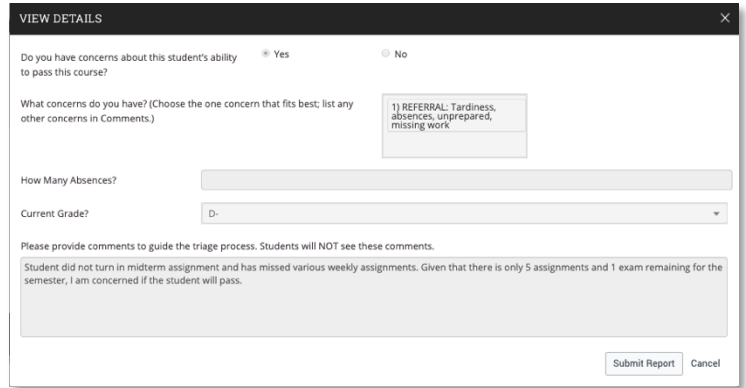 VIEW DETAILS
Do you have concerns about this student's ability
to pass this course?
Yes
No
What concerns do you have? (Choose the one concern that fits best; list any
other concerns in Comments.)
1) REFERRAL: Tardiness,
absences, unprepared,
missing work
How Many Absences?
Current Grade?
D-
Please provide comments to guide the triage process. Students will NOT see these comments.
Student did not turn in midterm assignment and has missed various weekly assignments. Given that there is only 5 assignments and 1 exam remaining for the
semester, I am concerned if the student will pass.
Submit Report
Cancel